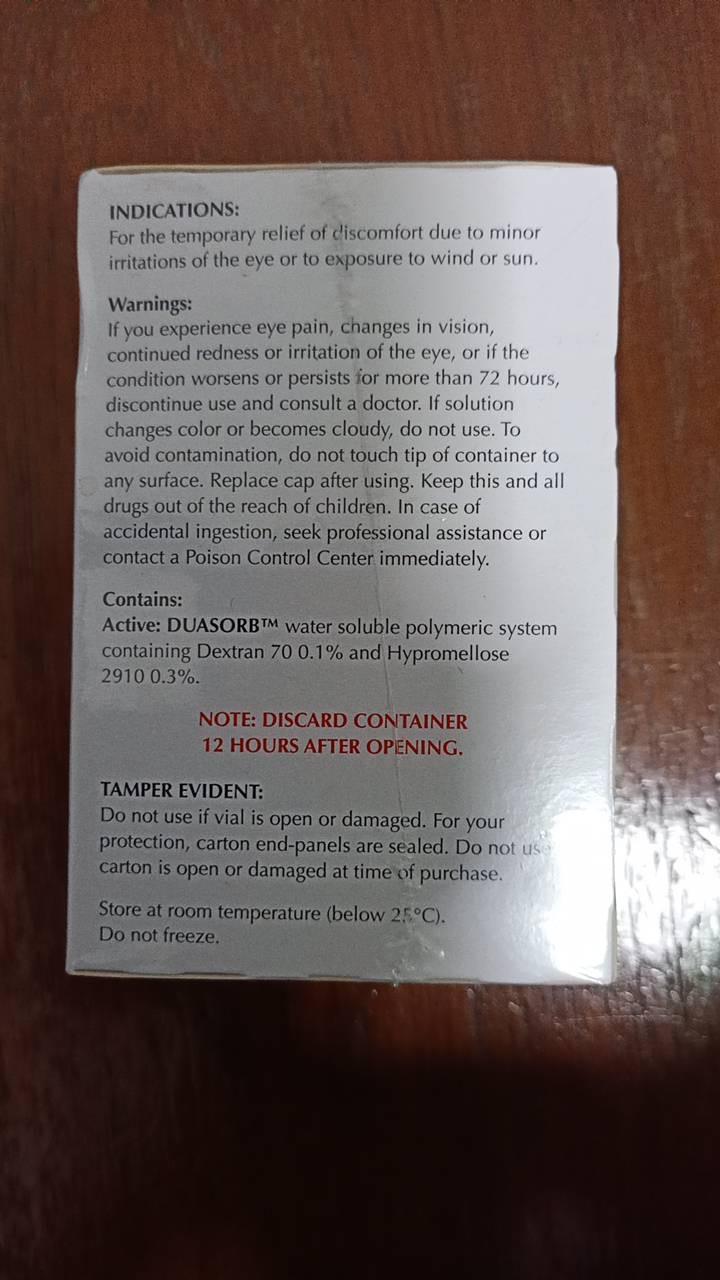 INDICATIONS:
For the temporary relief of discomfort due to minor
irritations of the eye or to exposure to wind or sun.
Warnings:
If you experience eye pain, changes in vision,
continued redness or irritation of the eye, or if the
condition worsens or persists for more than 72 hours,
discontinue use and consult a doctor. If solution
changes color or becomes cloudy, do not use. To
avoid contamination, do not touch tip of container to
any surface. Replace cap after using. Keep this and all
drugs out of the reach of children. In case of
accidental ingestion, seek professional assistance or
contact a Poison Control Center immediately.
Contains:
Active: DUASORB™ water soluble polymeric system
containing Dextran 70 0.1% and Hypromellose
2910 0.3%.
NOTE: DISCARD CONTAINER
12 HOURS AFTER OPENING.
TAMPER EVIDENT:
Do not use if vial is open or damaged. For your
protection, carton end-panels are sealed. Do not use
carton is open or damaged at time of purchase.
Store at room temperature (below 25°C).
Do not freeze.